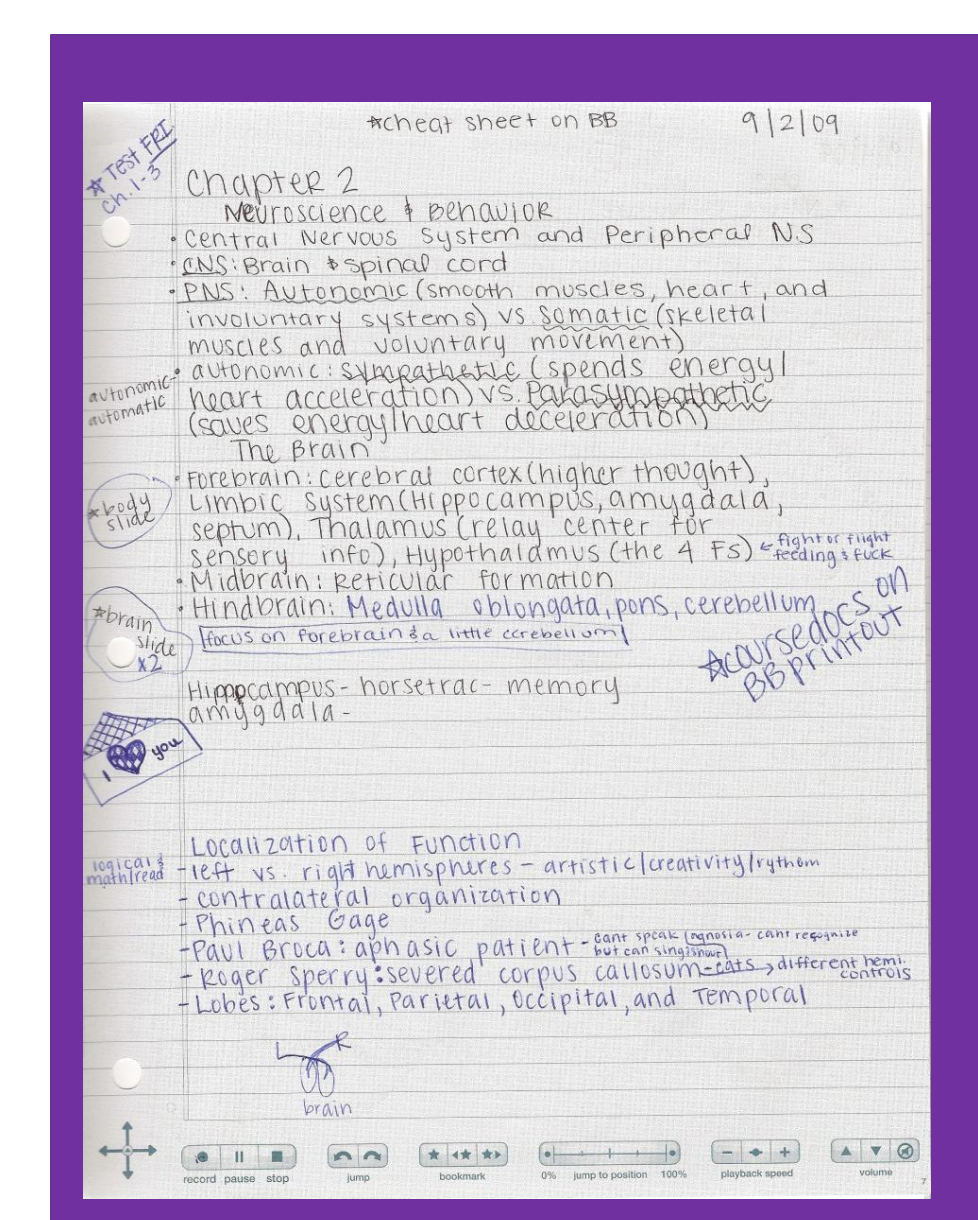 *cheat sheet on BB
9/2/09
*Test FRI
Ch. 1-3
Chapter 2
Neuroscience & Behavior
• Central Nervous System and Peripheral N.S
• CNS: Brain & spinal cord
• PNS: Autonomic (smooth muscles, heart, and
involuntary systems) vs Somatic (skeletal
muscles and voluntary movement)
• autonomic: sympathetic (spends energy/
autonomic-
automatic
heart acceleration) vs. Parasympathetic
(saves energy/heart deceleration)
The Brain
• Forebrain: cerebral cortex (higher thought),
*body
slide
Limbic System (Hippocampus, amygdala,
septum), Thalamus (relay center for
sensory info), Hypothalamus (the 4 Fs) ← fight or flight
feeding & fuck
• Midbrain: Reticular formation
• Hindbrain: Medulla oblongata, pons, cerebellum
*brain
slide
x2
focus on forebrain & a little cerebellum
*coursedocs on
BB printout
Hippocampus - horsetrac - memory
amygdala -
I you
Localization of Function
logical &
math/read
- left vs. right hemispheres - artistic/creativity/rythom
- contralateral organization
- Phineas Gage
- Paul Broca: aphasic patient - cant speak (agnosia - cant recognize
but can sing/shout)
- Roger Sperry: severed corpus callosum - cats → different hemi.
controls
- Lobes: Frontal, Parietal, Occipital, and Temporal
L R
brain
record pause stop
jump
bookmark
0% jump to position 100%
playback speed
volume
7